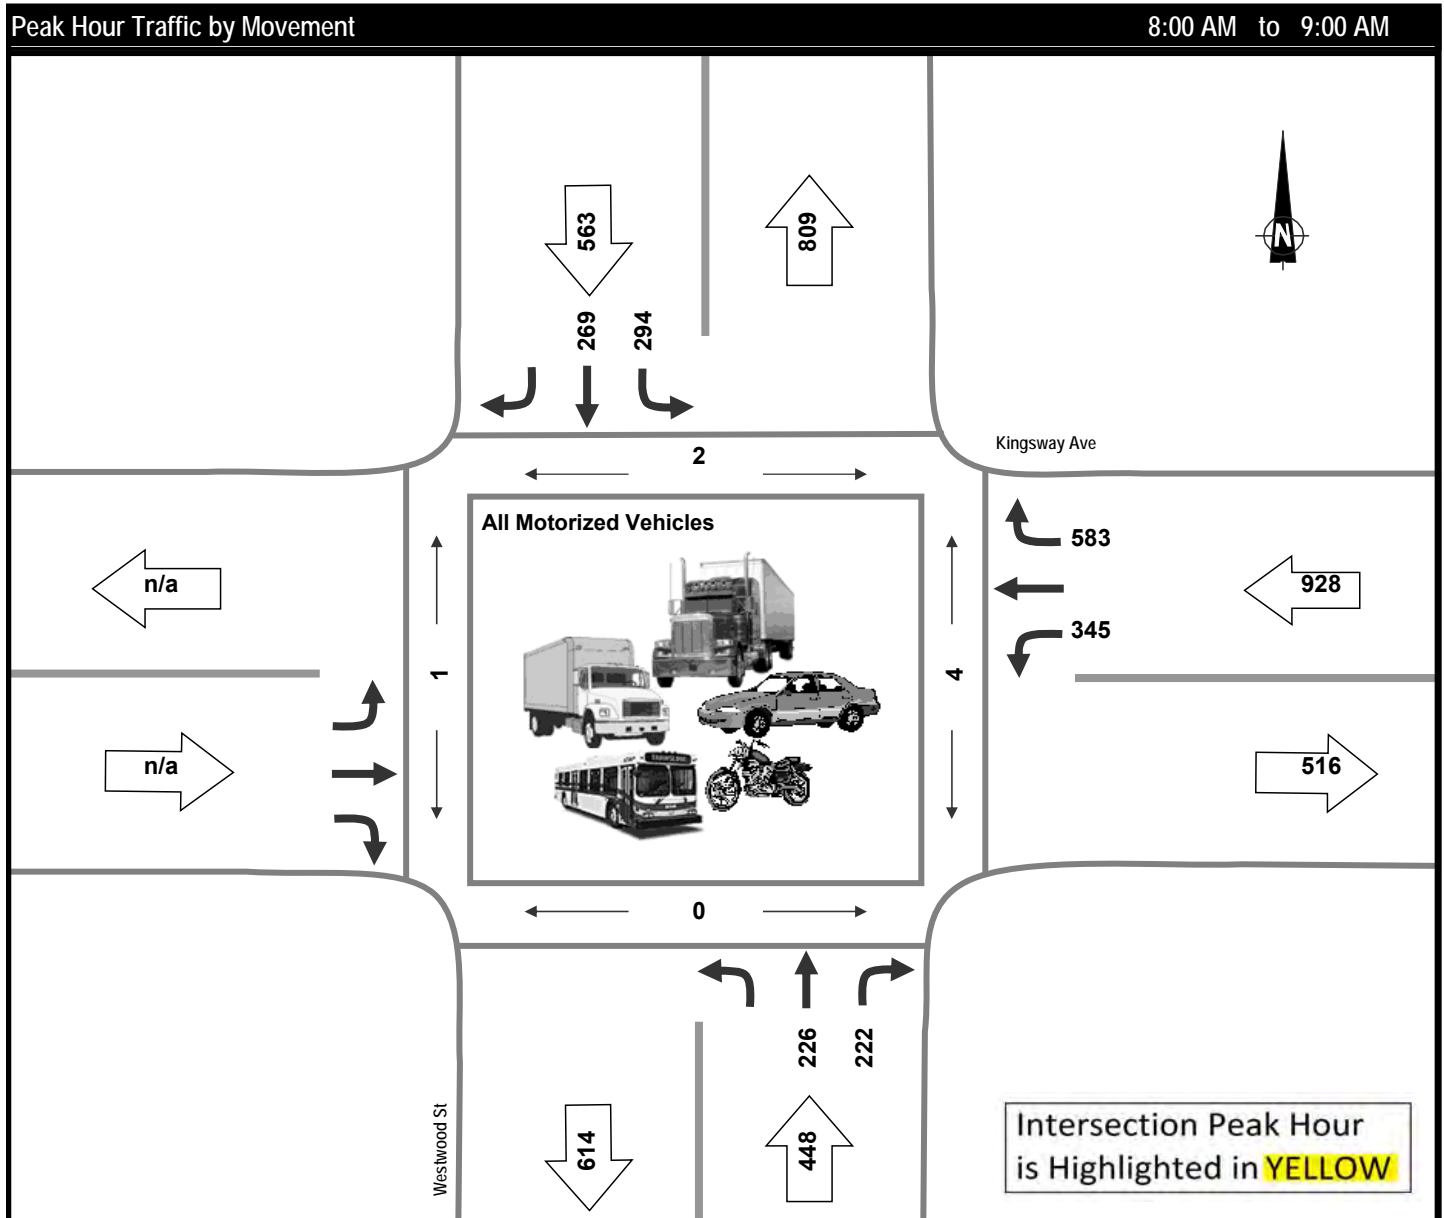 Peak Hour Traffic by Movement 8:00 AM to 9:00 AM
563
809
269
294
N
2
Kingsway Ave
All Motorized Vehicles
583
n/a
928
345
1
4
n/a
516
0
226
222
Westwood St
614
448
Intersection Peak Hour
is Highlighted in YELLOW